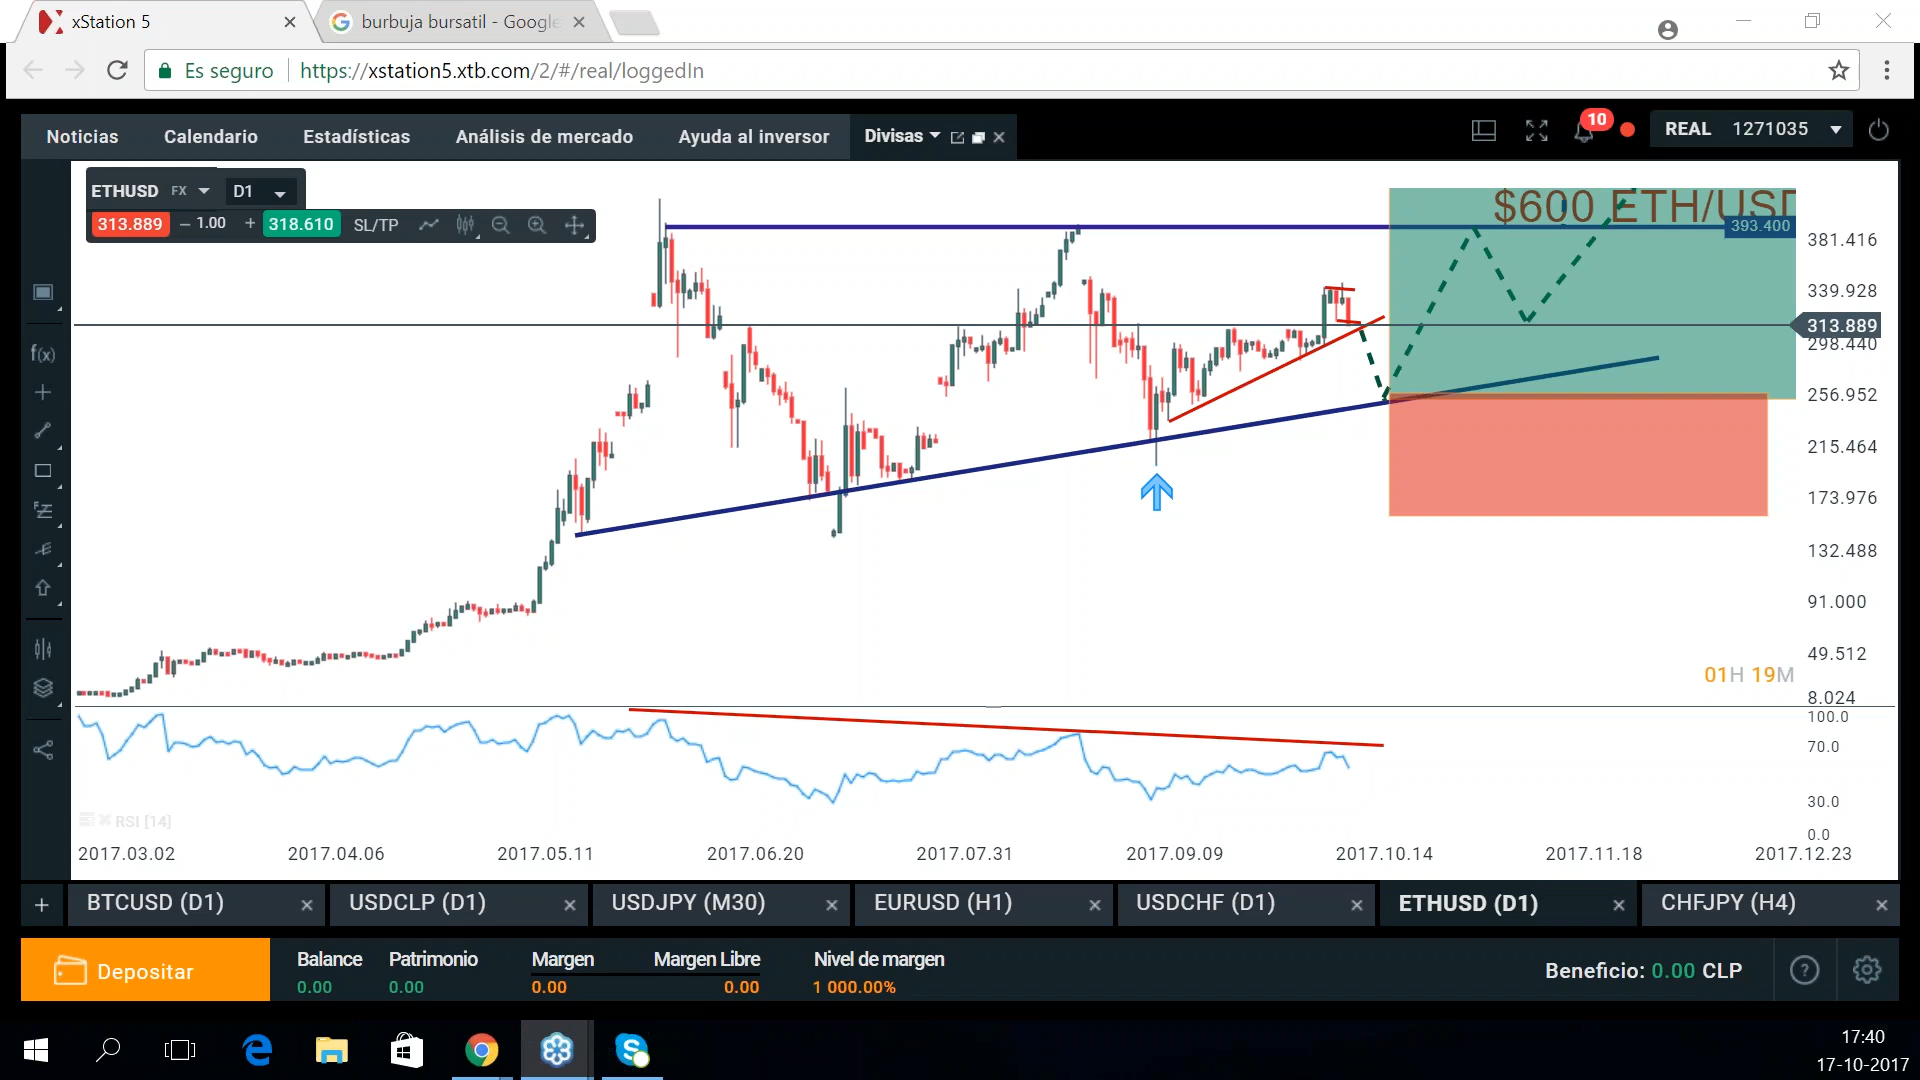 xStation 5
burbuja bursatil - Google
Es seguro
https://xstation5.xtb.com/2/#/real/loggedIn
Noticias Calendario Estadísticas Análisis de mercado Ayuda al inversor Divisas
10
REAL 1271035
ETHUSD FX D1
313.889 – 1.00 + 318.610 SL/TP
$600 ETH/USD
393.400
381.416
339.928
313.889
298.440
256.952
215.464
173.976
132.488
91.000
49.512
8.024
01H 19M
f(x)
100.0
70.0
30.0
0.0
RSI [14]
2017.03.02 2017.04.06 2017.05.11 2017.06.20 2017.07.31 2017.09.09 2017.10.14 2017.11.18 2017.12.23
+ BTCUSD (D1) USDCLP (D1) USDJPY (M30) EURUSD (H1) USDCHF (D1) ETHUSD (D1) CHFJPY (H4)
Depositar
Balance Patrimonio Margen Margen Libre Nivel de margen
0.00 0.00 0.00 0.00 1 000.00%
Beneficio: 0.00 CLP
?
17:40
17-10-2017